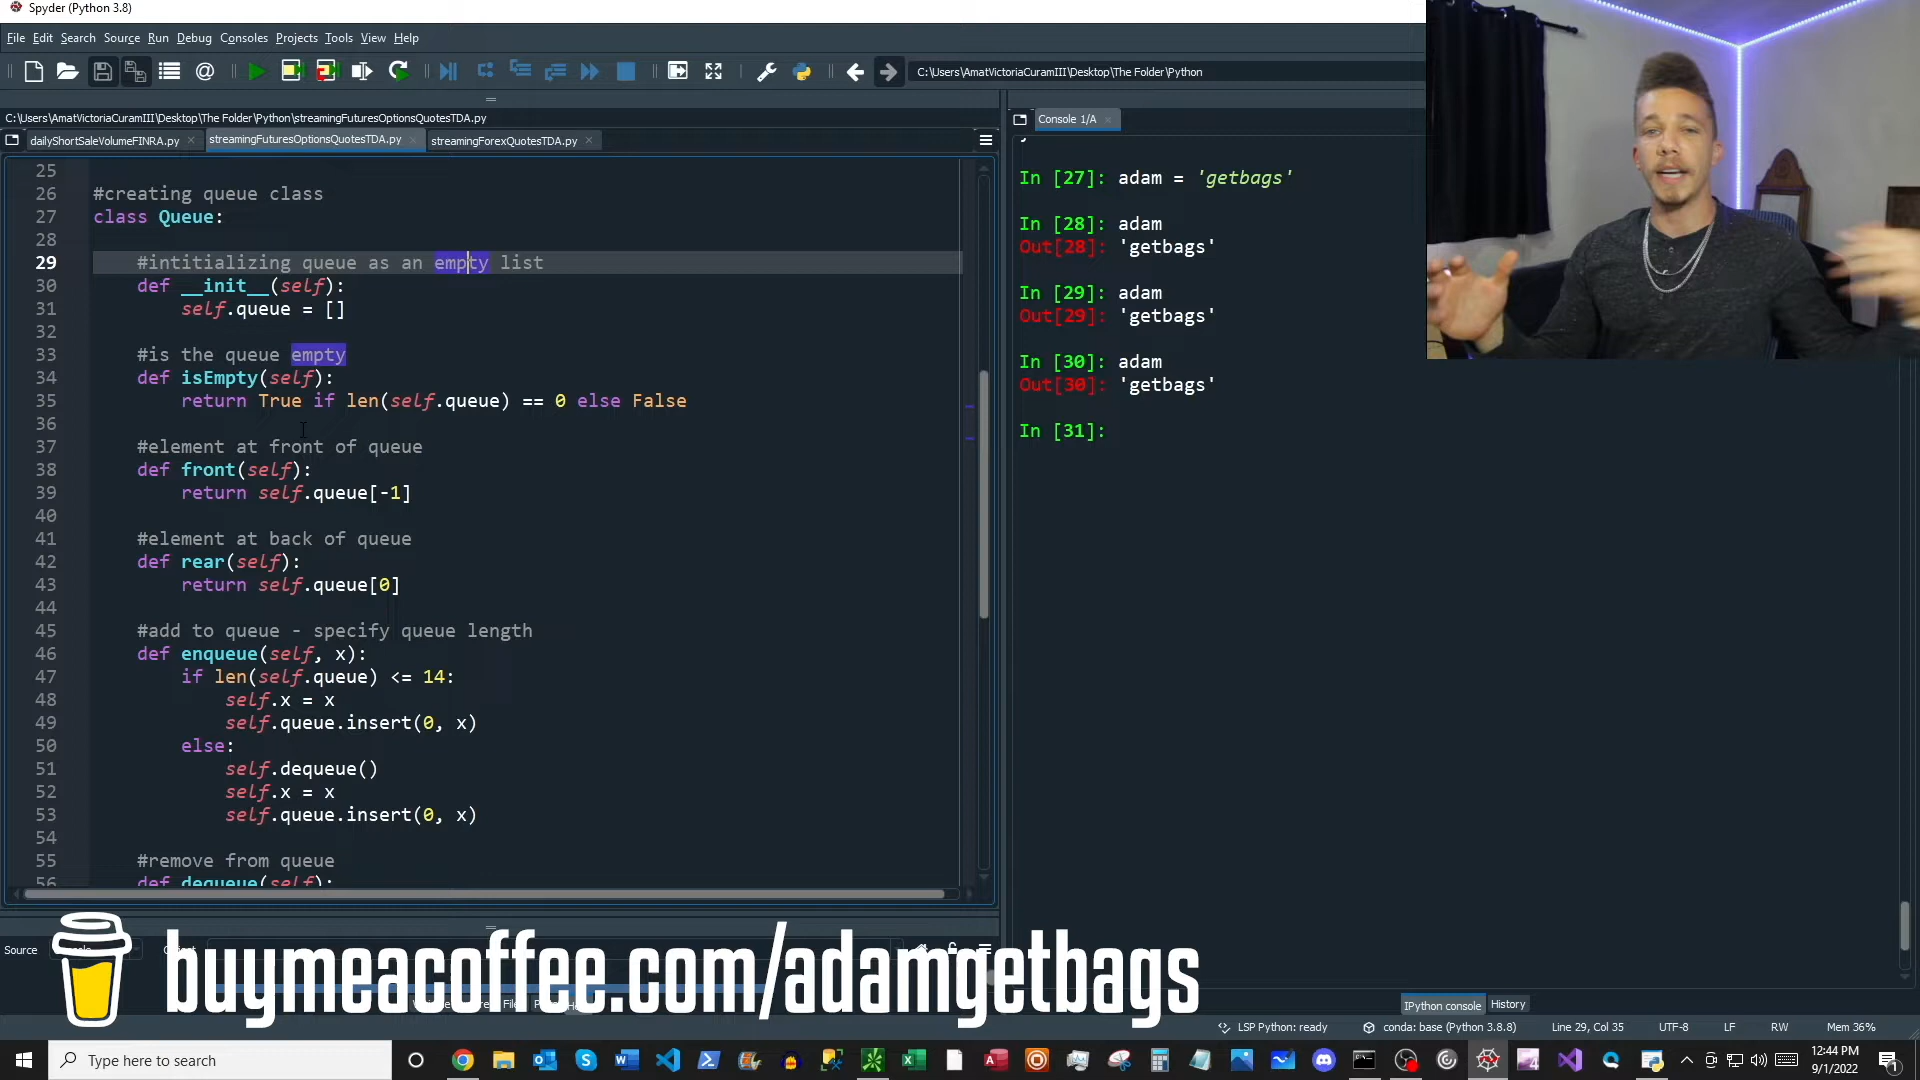 Spyder (Python 3.8)
File Edit Search Source Run Debug Consoles Projects Tools View Help
C:\Users\AmatVictoriaCuramIII\Desktop\The Folder\Python
C:\Users\AmatVictoriaCuramIII\Desktop\The Folder\Python\streamingFuturesOptionsQuotesTDA.py
dailyShortSaleVolumeFINRA.py streamingFuturesOptionsQuotesTDA.py streamingForexQuotesTDA.py
25
26 #creating queue class
27 class Queue:
28
29 #intitializing queue as an empty list
30 def __init__(self):
31 self.queue = []
32
33 #is the queue empty
34 def isEmpty(self):
35 return True if len(self.queue) == 0 else False
36
37 #element at front of queue
38 def front(self):
39 return self.queue[-1]
40
41 #element at back of queue
42 def rear(self):
43 return self.queue[0]
44
45 #add to queue - specify queue length
46 def enqueue(self, x):
47 if len(self.queue) <= 14:
48 self.x = x
49 self.queue.insert(0, x)
50 else:
51 self.dequeue()
52 self.x = x
53 self.queue.insert(0, x)
54
55 #remove from queue
56 def dequeue(self):
Console 1/A
In [27]: adam = 'getbags'
In [28]: adam
Out[28]: 'getbags'
In [29]: adam
Out[29]: 'getbags'
In [30]: adam
Out[30]: 'getbags'
In [31]:
Source
buymeacoffee.com/adamgetbags
IPython console History
LSP Python: ready conda: base (Python 3.8.8) Line 29, Col 35 UTF-8 LF RW Mem 36%
Type here to search
12:44 PM
9/1/2022